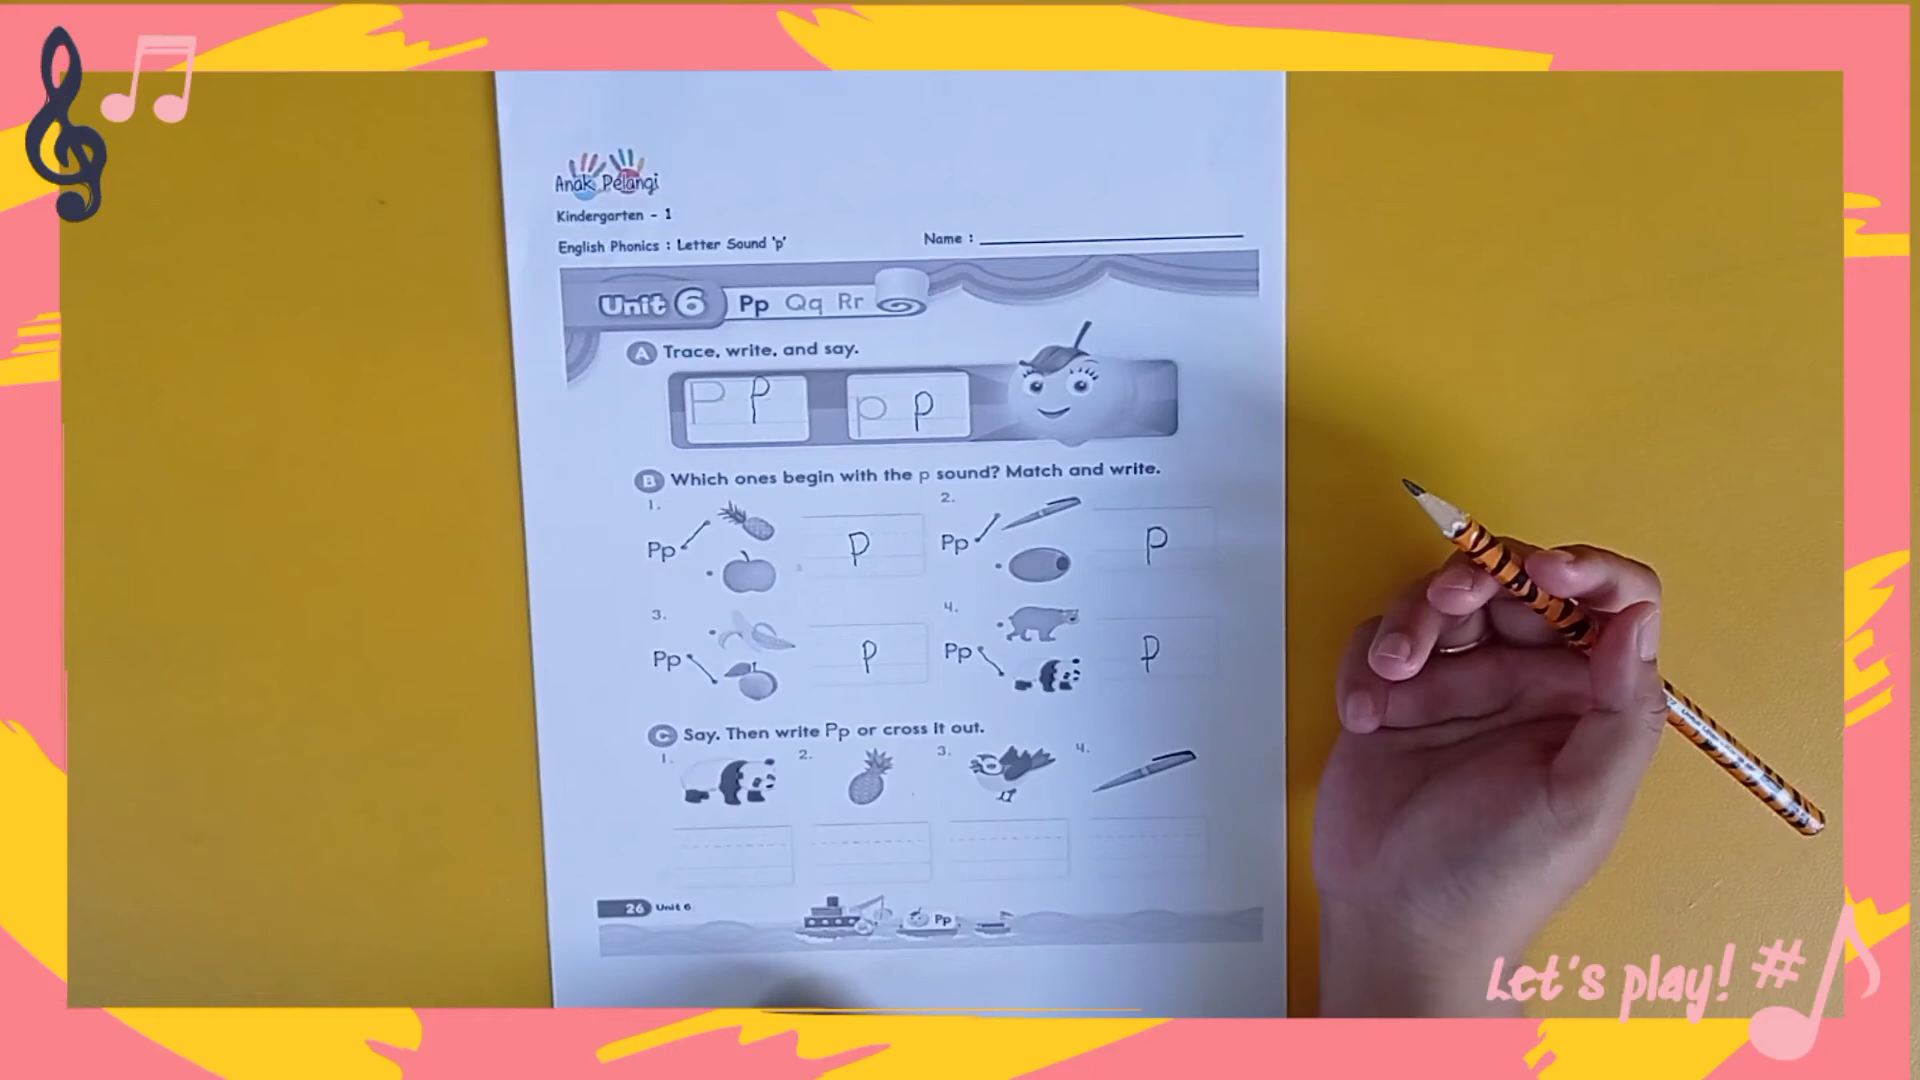 Anak Pelangi
Kindergarten - 1
English Phonics : Letter Sound 'p'
Name :
Unit 6 Pp Qq Rr
A Trace, write, and say.
P P p p
B Which ones begin with the p sound? Match and write.
1. 2.
Pp p Pp p
3. 4.
Pp p Pp p
C Say. Then write Pp or cross it out.
1. 2. 3. 4.
26 Unit 6
Pp
Let's play!